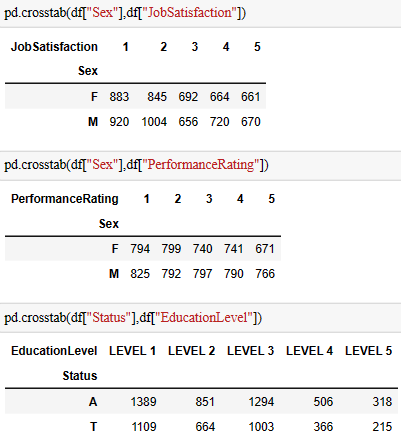 pd.crosstab(df["Sex"],df["JobSatisfaction"])
JobSatisfaction 1 2 3 4 5
Sex
F 883 845 692 664 661
M 920 1004 656 720 670
pd.crosstab(df["Sex"],df["PerformanceRating"])
PerformanceRating 1 2 3 4 5
Sex
F 794 799 740 741 671
M 825 792 797 790 766
pd.crosstab(df["Status"],df["EducationLevel"])
EducationLevel LEVEL 1 LEVEL 2 LEVEL 3 LEVEL 4 LEVEL 5
Status
A 1389 851 1294 506 318
T 1109 664 1003 366 215